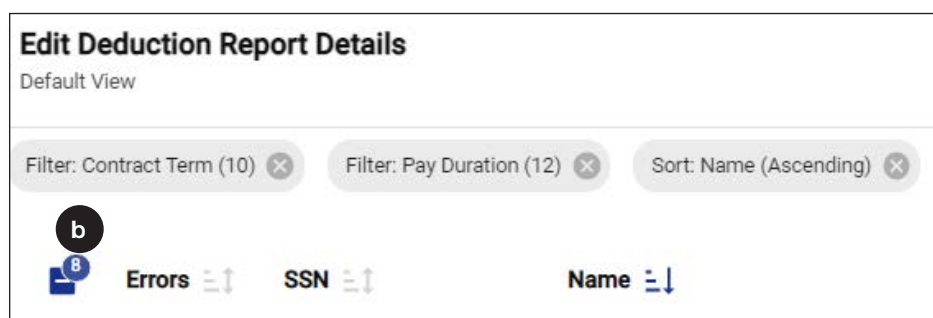 Edit Deduction Report Details
Default View
Filter: Contract Term (10) Filter: Pay Duration (12) Sort: Name (Ascending)
b
8
Errors SSN Name